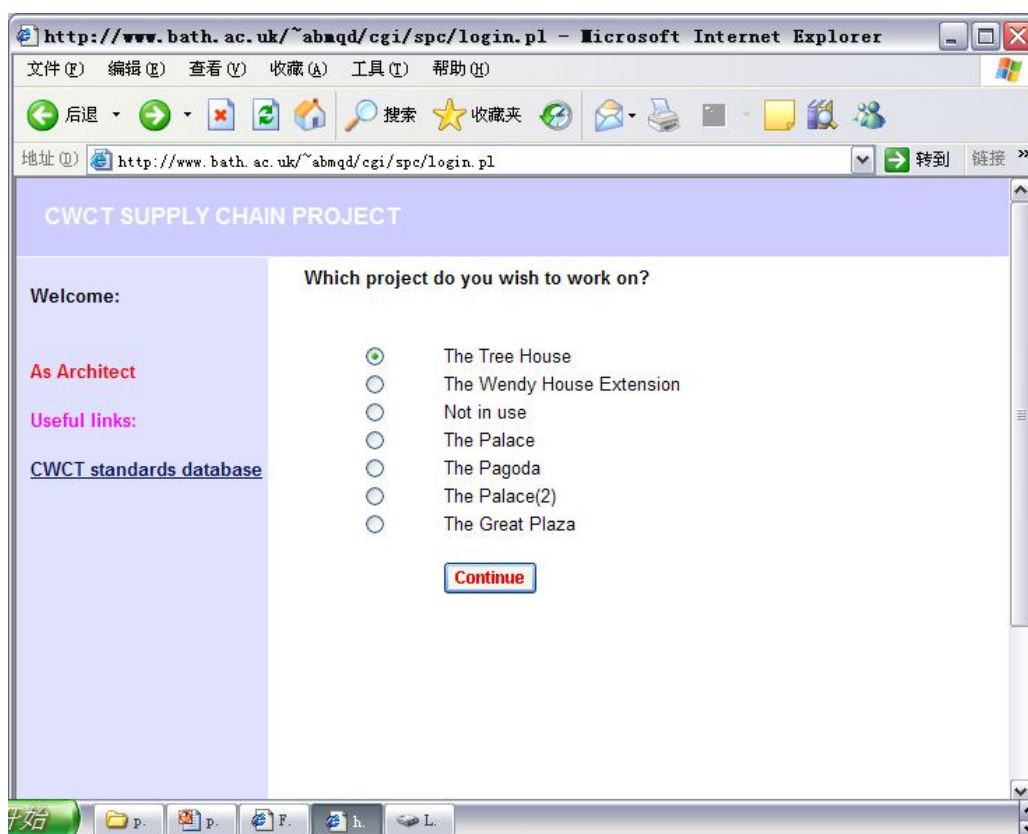 http://www.bath.ac.uk/~abmqd/cgi/spc/login.pl - Microsoft Internet Explorer
文件(F) 编辑(E) 查看(V) 收藏(A) 工具(T) 帮助(H)
后退 搜索 收藏夹
地址(D) http://www.bath.ac.uk/~abmqd/cgi/spc/login.pl 转到 链接 »
CWCT SUPPLY CHAIN PROJECT
Welcome:
As Architect
Useful links:
CWCT standards database
Which project do you wish to work on?
The Tree House
The Wendy House Extension
Not in use
The Palace
The Pagoda
The Palace(2)
The Great Plaza
Continue
开始 p. p. F. h. L.